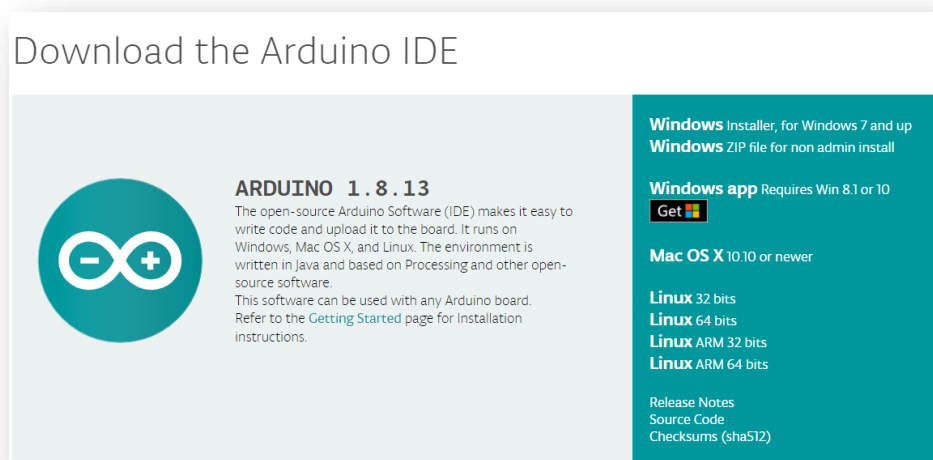 Download the Arduino IDE
ARDUINO 1.8.13
The open-source Arduino Software (IDE) makes it easy to
write code and upload it to the board. It runs on
Windows, Mac OS X, and Linux. The environment is
written in Java and based on Processing and other open-
source software.
This software can be used with any Arduino board.
Refer to the Getting Started page for Installation
instructions.
Windows Installer, for Windows 7 and up
Windows ZIP file for non admin install
Windows app Requires Win 8.1 or 10
Get
Mac OS X 10.10 or newer
Linux 32 bits
Linux 64 bits
Linux ARM 32 bits
Linux ARM 64 bits
Release Notes
Source Code
Checksums (sha512)